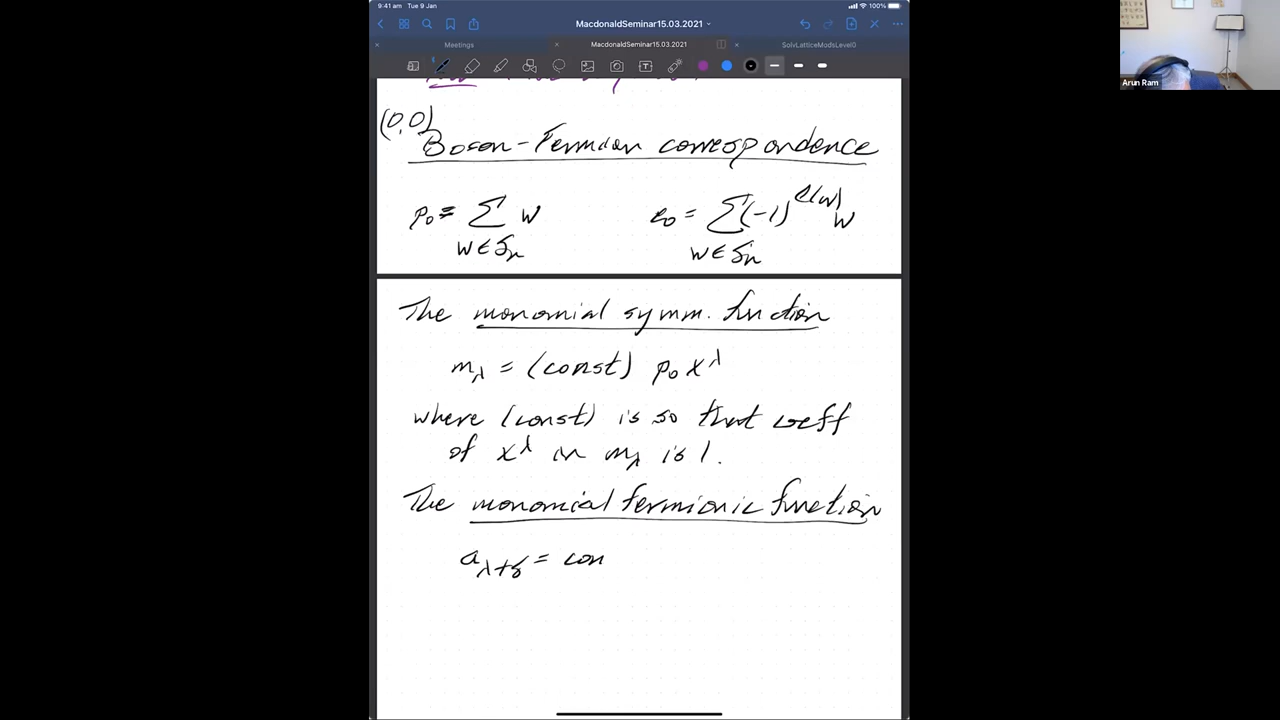 9:41 am Tue 9 Jan
100%
MacdonaldSeminar15.03.2021
Meetings
MacdonaldSeminar15.03.2021
SolvLatticeModsLevel0
Arun Ram
(0,0)
Boson-Fermion correspondence
p₀ = ∑ w e₀ = ∑ (-1)^{ℓ(w)} w
w∈Sₙ w∈Sₙ
The monomial symm. function
m_λ = (const) p₀ x^λ
where (const) is so that coeff
of x^λ in m_λ is 1.
The monomial fermionic function
a_{λ+δ} = con